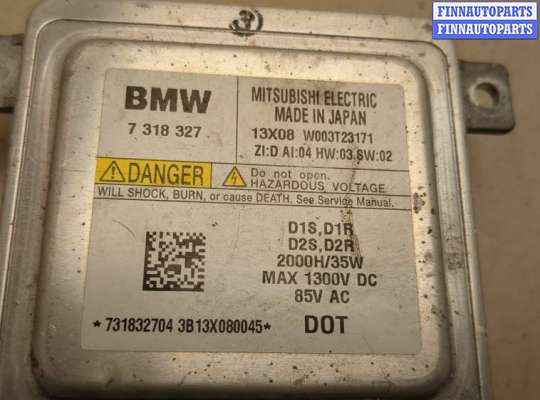 FINNAUTOPARTS
FINNAUTOPARTS
3
BMW
7 318 327
MITSUBISHI ELECTRIC
MADE IN JAPAN
13X08 W003T23171
ZI:D AI:04 HW:03 SW:02
DANGER
Do not open.
HAZARDOUS VOLTAGE
WILL SHOCK, BURN, or cause DEATH. See Service Manual.
D1S,D1R
D2S,D2R
2000H/35W
MAX 1300V DC
85V AC
*731832704 3B13X080045*
DOT